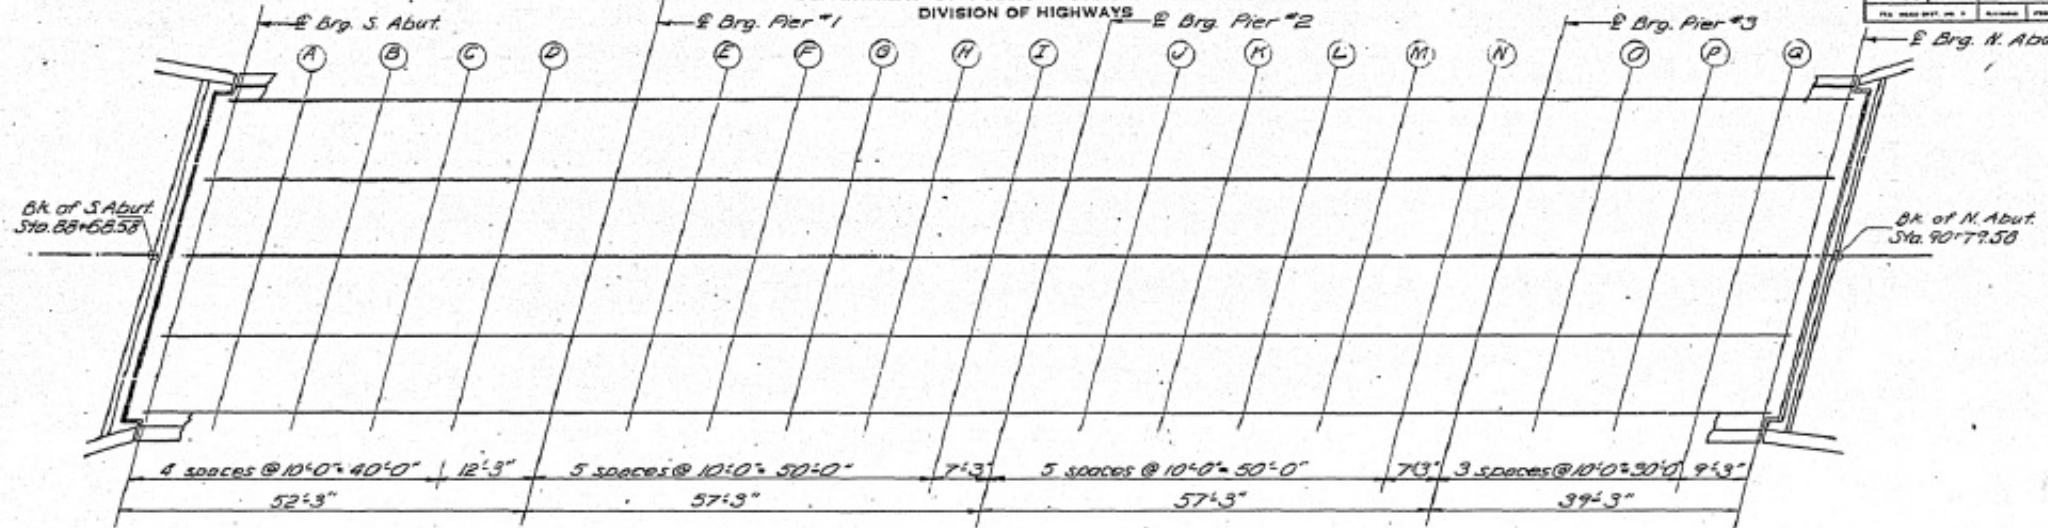 DIVISION OF HIGHWAYS
℄ Brg. S. Abut.
℄ Brg. Pier #1
℄ Brg. Pier #2
℄ Brg. Pier #3
℄ Brg. N.
A B C D E F G H I J K L M N O P Q
Bk. of S. Abut.
Sta. 88+68.58
Bk. of N. Abut.
Sta. 90+79.58
4 spaces @ 10'-0" = 40'-0" 12'-3" 5 spaces @ 10'-0" = 50'-0" 7'-3" 5 spaces @ 10'-0" = 50'-0" 7'-3" 3 spaces @ 10'-0" = 30'-0 9'-3"
52'-3" 57'-3" 57'-3" 39'-3"